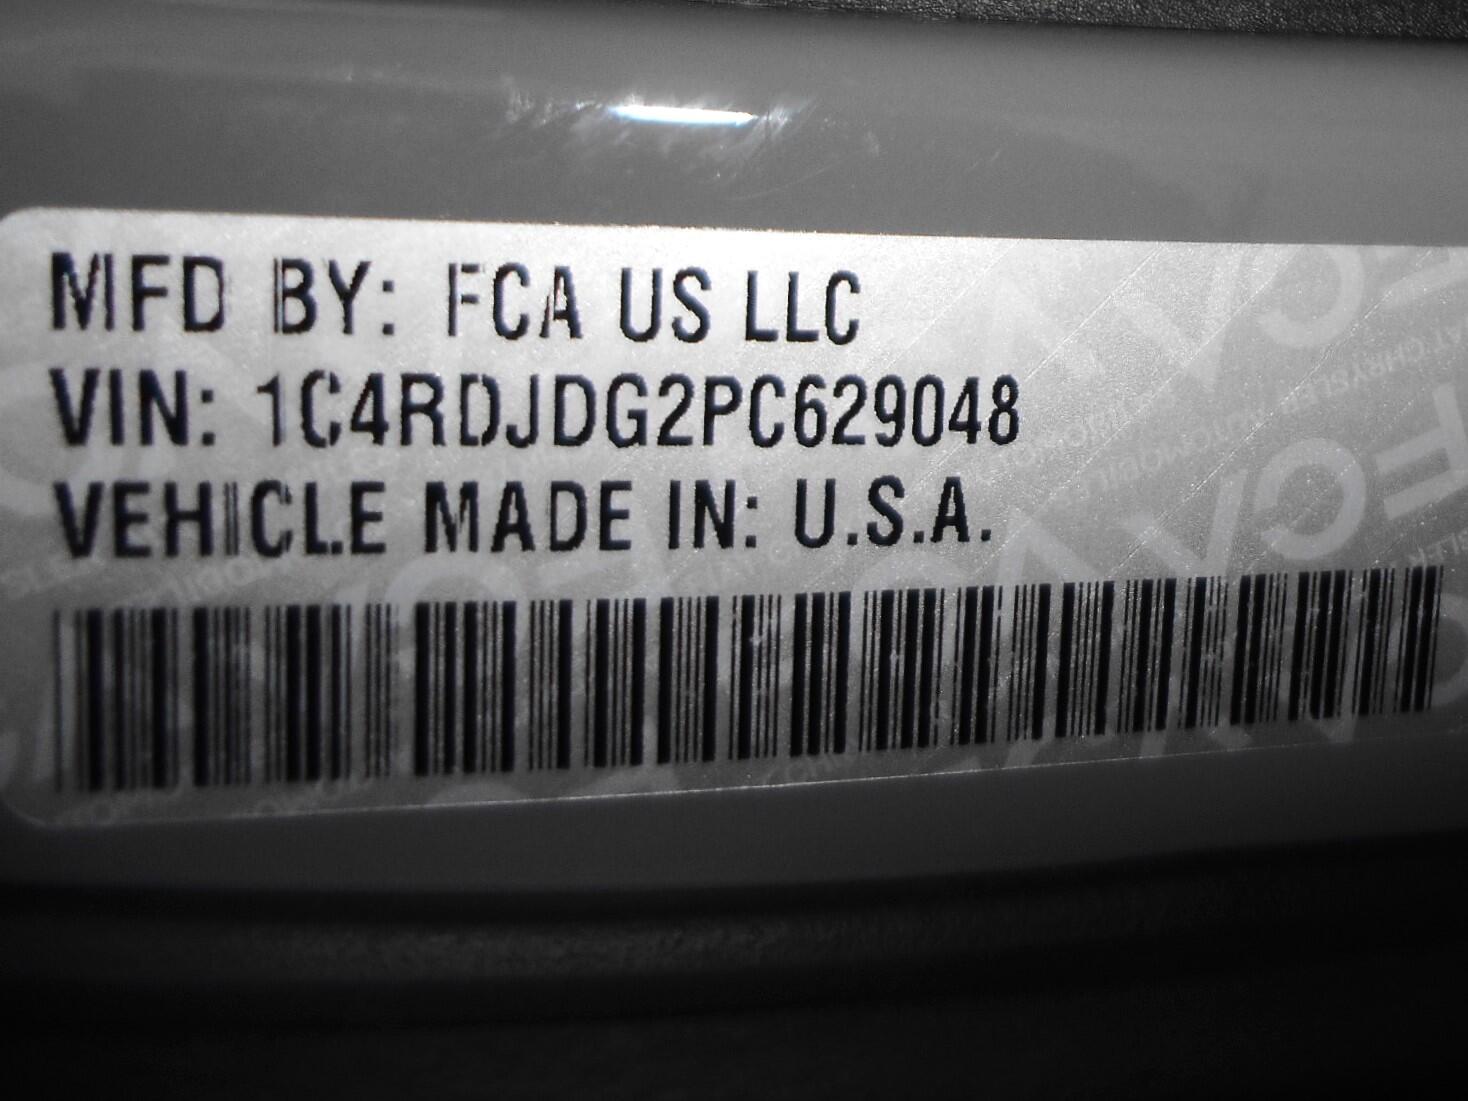 MFD BY: FCA US LLC
VIN: 1C4RDJDG2PC629048
VEHICLE MADE IN: U.S.A.